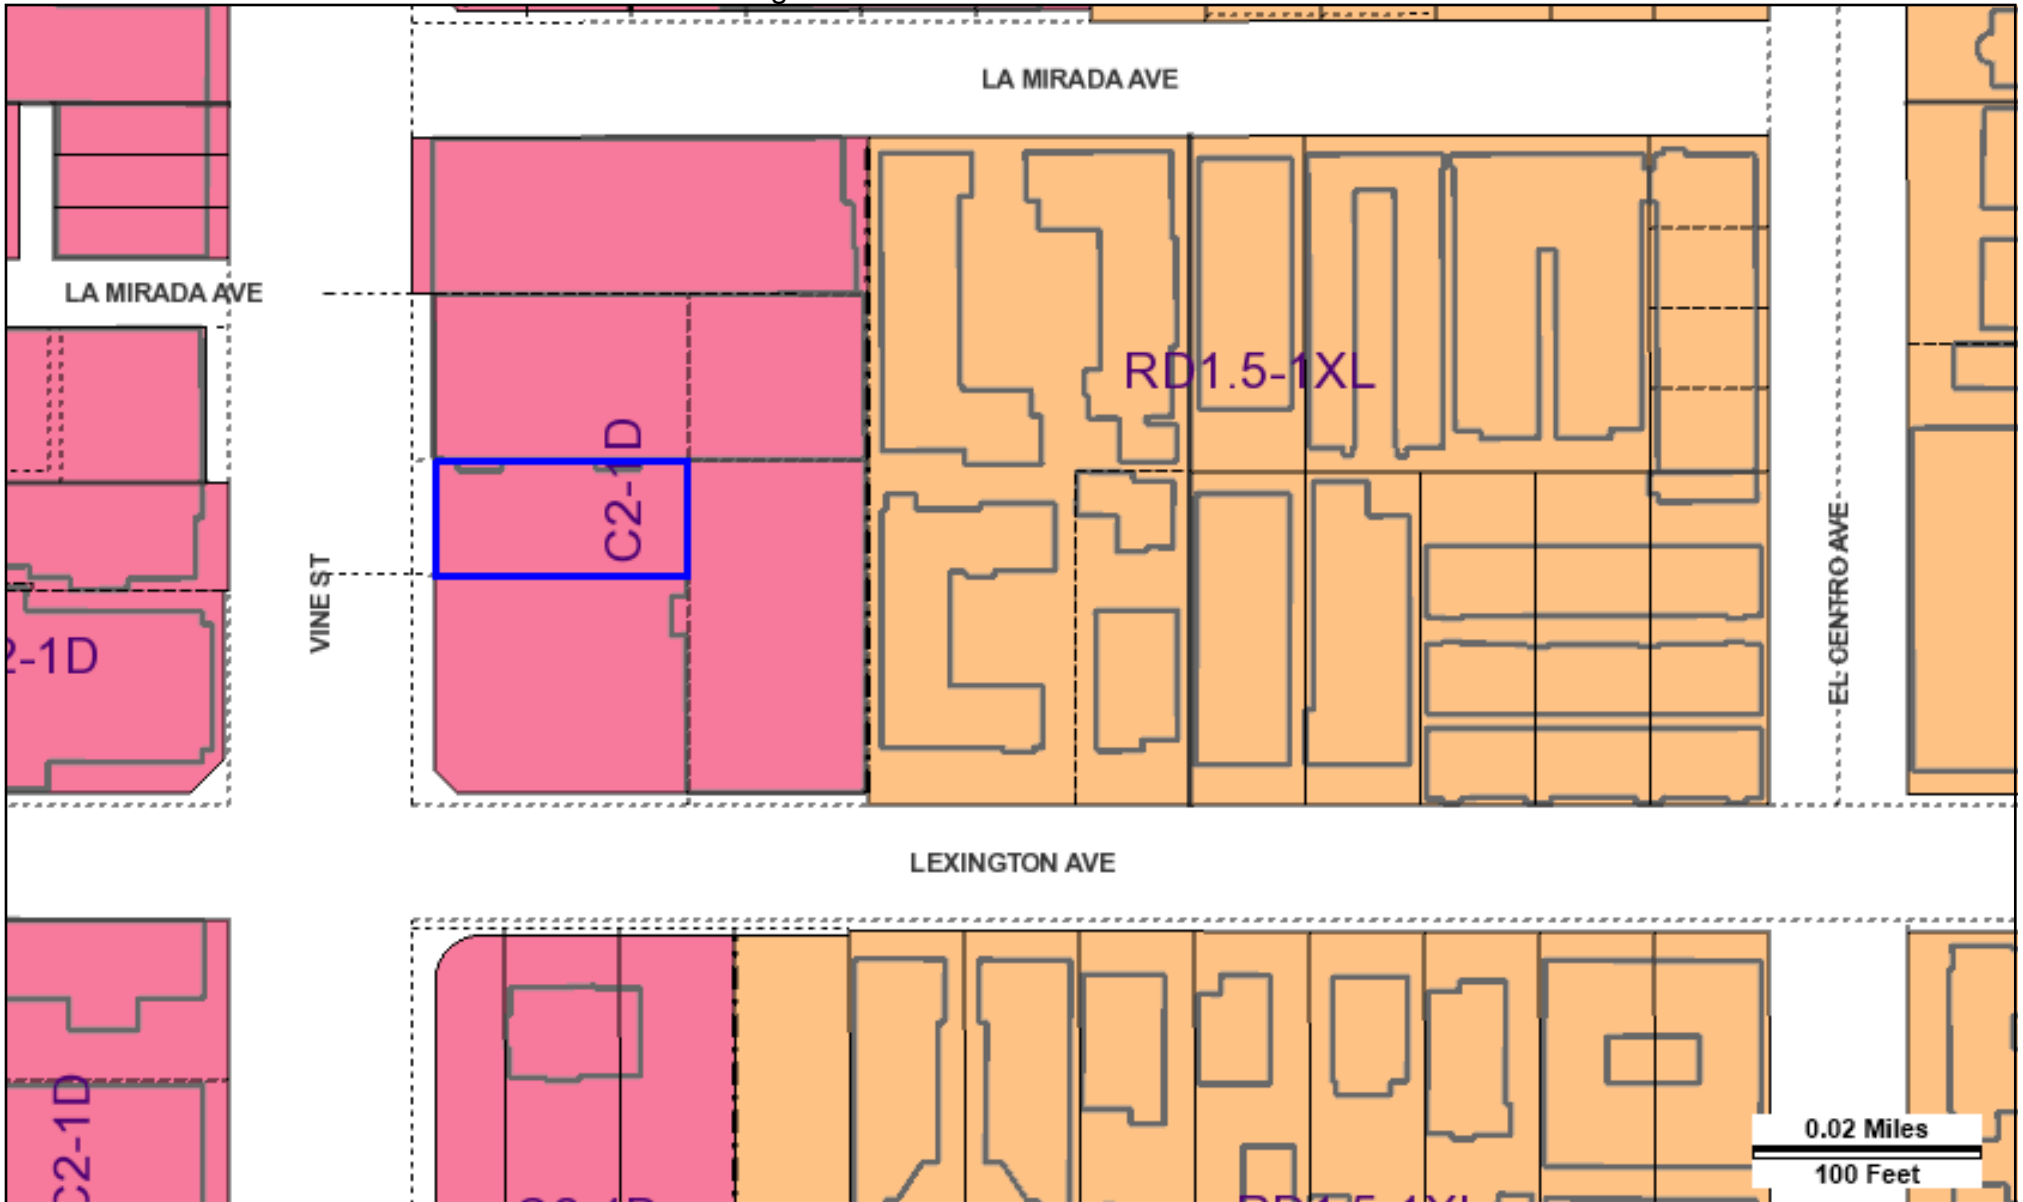 LA MIRADA AVE
LA MIRADA AVE
RD1.5-1XL
C2-1D
VINE ST
EL CENTRO AVE
2-1D
LEXINGTON AVE
C2-1D
0.02 Miles
100 Feet